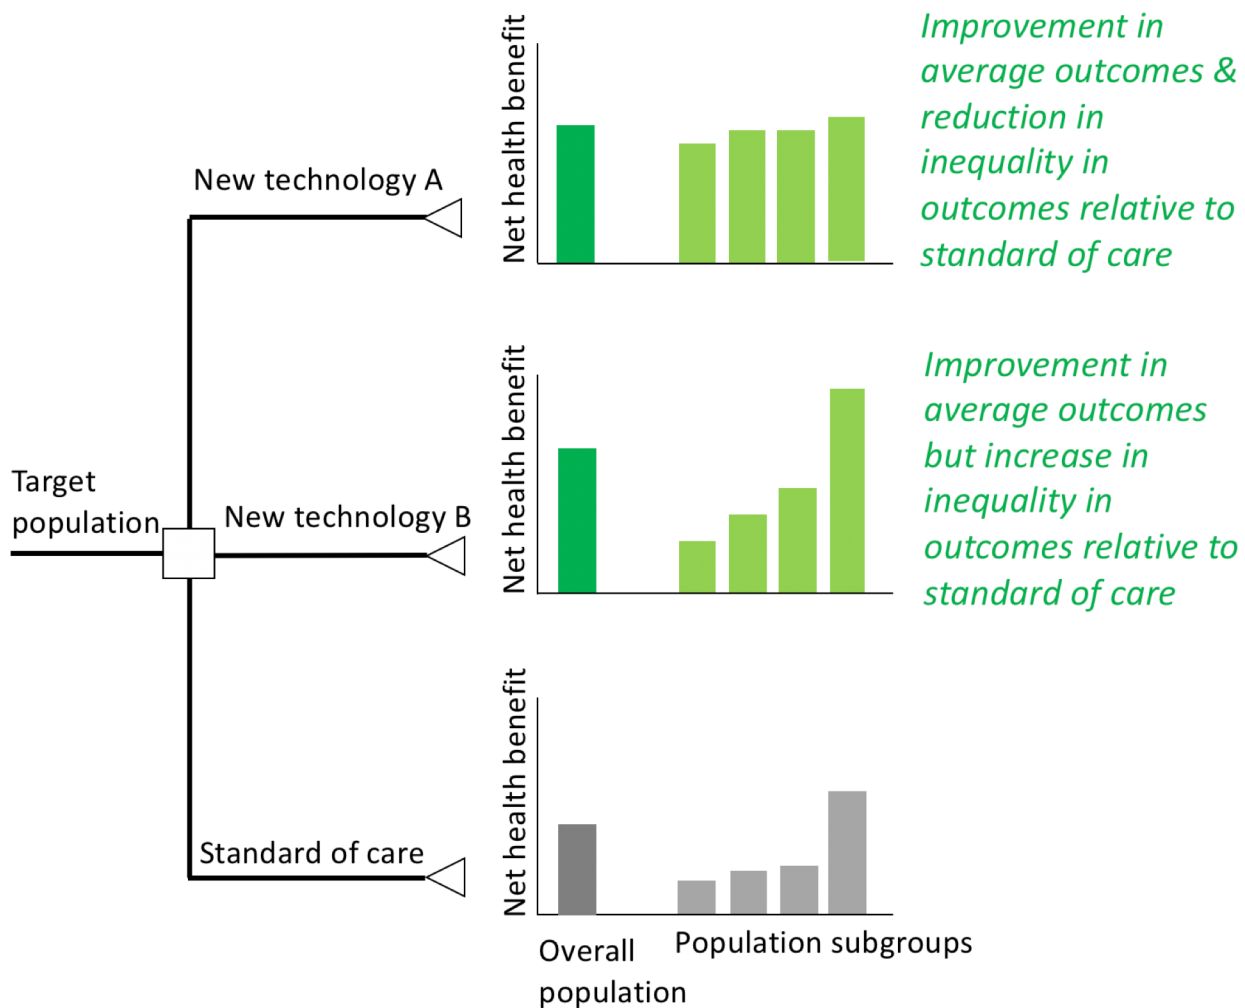 Net health benefit
Improvement in
average outcomes &
reduction in
inequality in
outcomes relative to
standard of care
New technology A
Net health benefit
Improvement in
average outcomes
but increase in
inequality in
outcomes relative to
standard of care
Target
population
New technology B
Net health benefit
Standard of care
Overall
population
Population subgroups